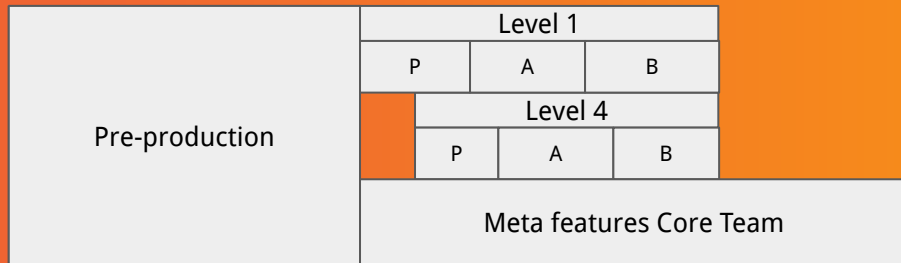 Level 1
P A B
Pre-production
Level 4
P A B
Meta features Core Team